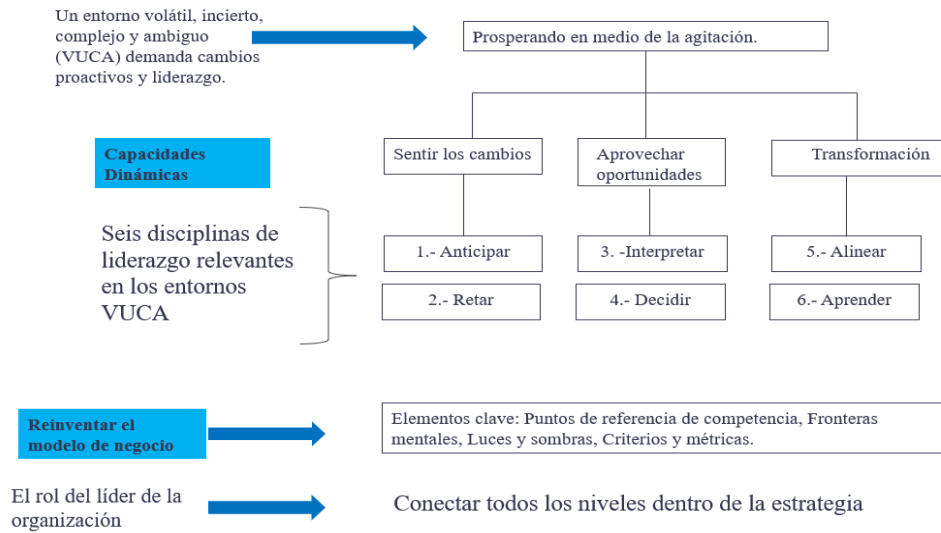 Un entorno volátil, incierto,
complejo y ambiguo
(VUCA) demanda cambios
proactivos y liderazgo.
Prosperando en medio de la agitación.
Capacidades
Dinámicas
Sentir los cambios
Aprovechar
oportunidades
Transformación
Seis disciplinas de
liderazgo relevantes
en los entornos
VUCA
1.- Anticipar
3. -Interpretar
5.- Alinear
2.- Retar
4.- Decidir
6.- Aprender
Reinventar el
modelo de negocio
Elementos clave: Puntos de referencia de competencia, Fronteras
mentales, Luces y sombras, Criterios y métricas.
El rol del líder de la
organización
Conectar todos los niveles dentro de la estrategia